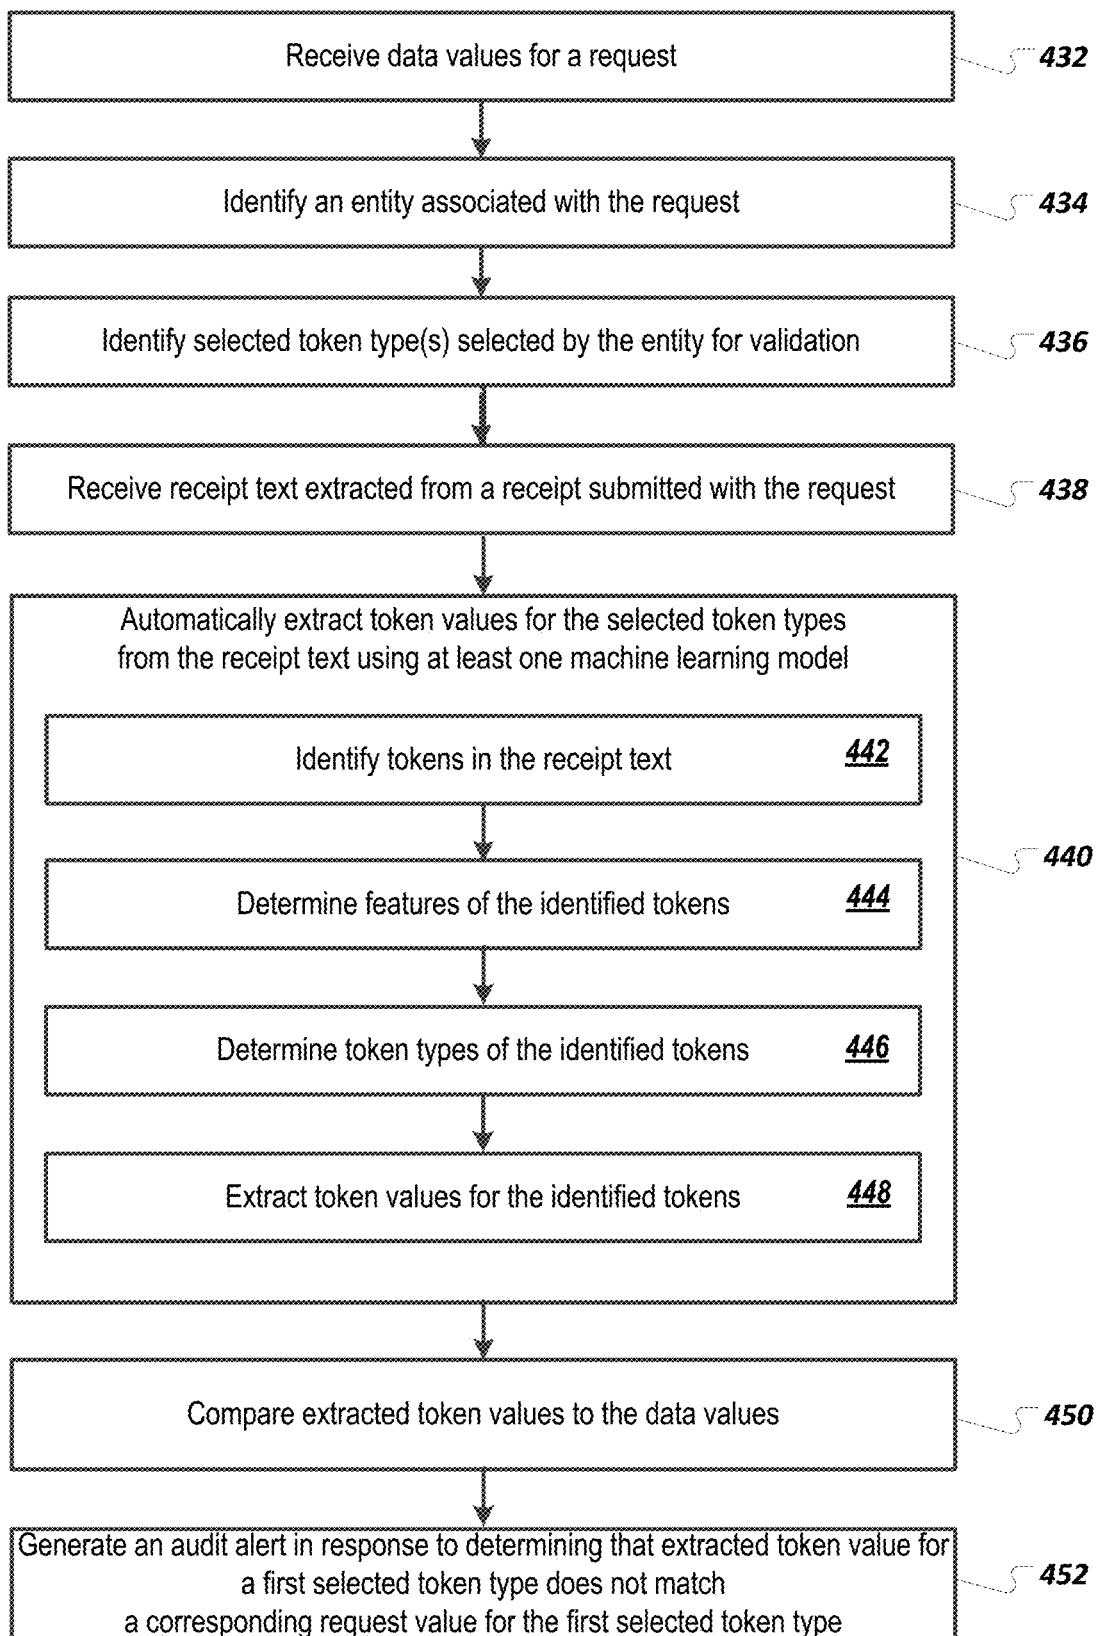 Receive data values for a request 432
Identify an entity associated with the request 434
Identify selected token type(s) selected by the entity for validation 436
Receive receipt text extracted from a receipt submitted with the request 438
Automatically extract token values for the selected token types
from the receipt text using at least one machine learning model
Identify tokens in the receipt text 442
440
Determine features of the identified tokens 444
Determine token types of the identified tokens 446
Extract token values for the identified tokens 448
Compare extracted token values to the data values 450
Generate an audit alert in response to determining that extracted token value for
a first selected token type does not match 452
a corresponding request value for the first selected token type